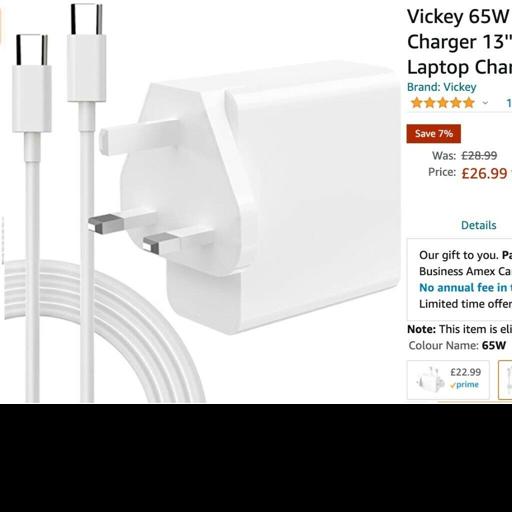 Vickey 65W
Charger 13"
Laptop Char
Brand: Vickey
1
Save 7%
Was: £28.99
Price: £26.99
Details
Our gift to you. Pa
Business Amex Ca
No annual fee in t
Limited time offer
Note: This item is eli
Colour Name: 65W
£22.99
prime